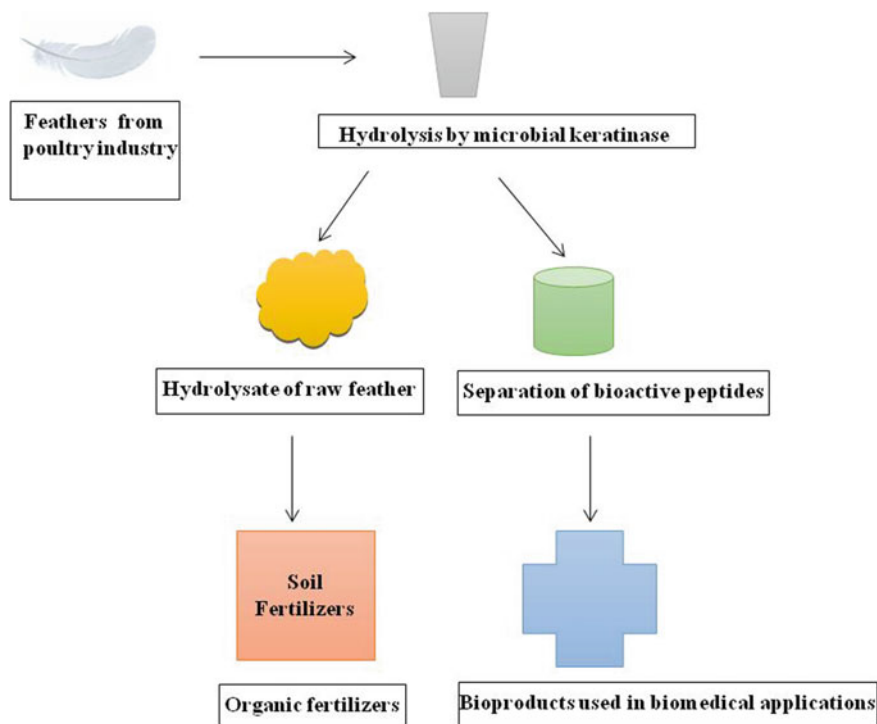 Feathers from
poultry industry
Hydrolysis by microbial keratinase
Hydrolysate of raw feather
Separation of bioactive peptides
Soil
Fertilizers
Organic fertilizers
Bioproducts used in biomedical applications